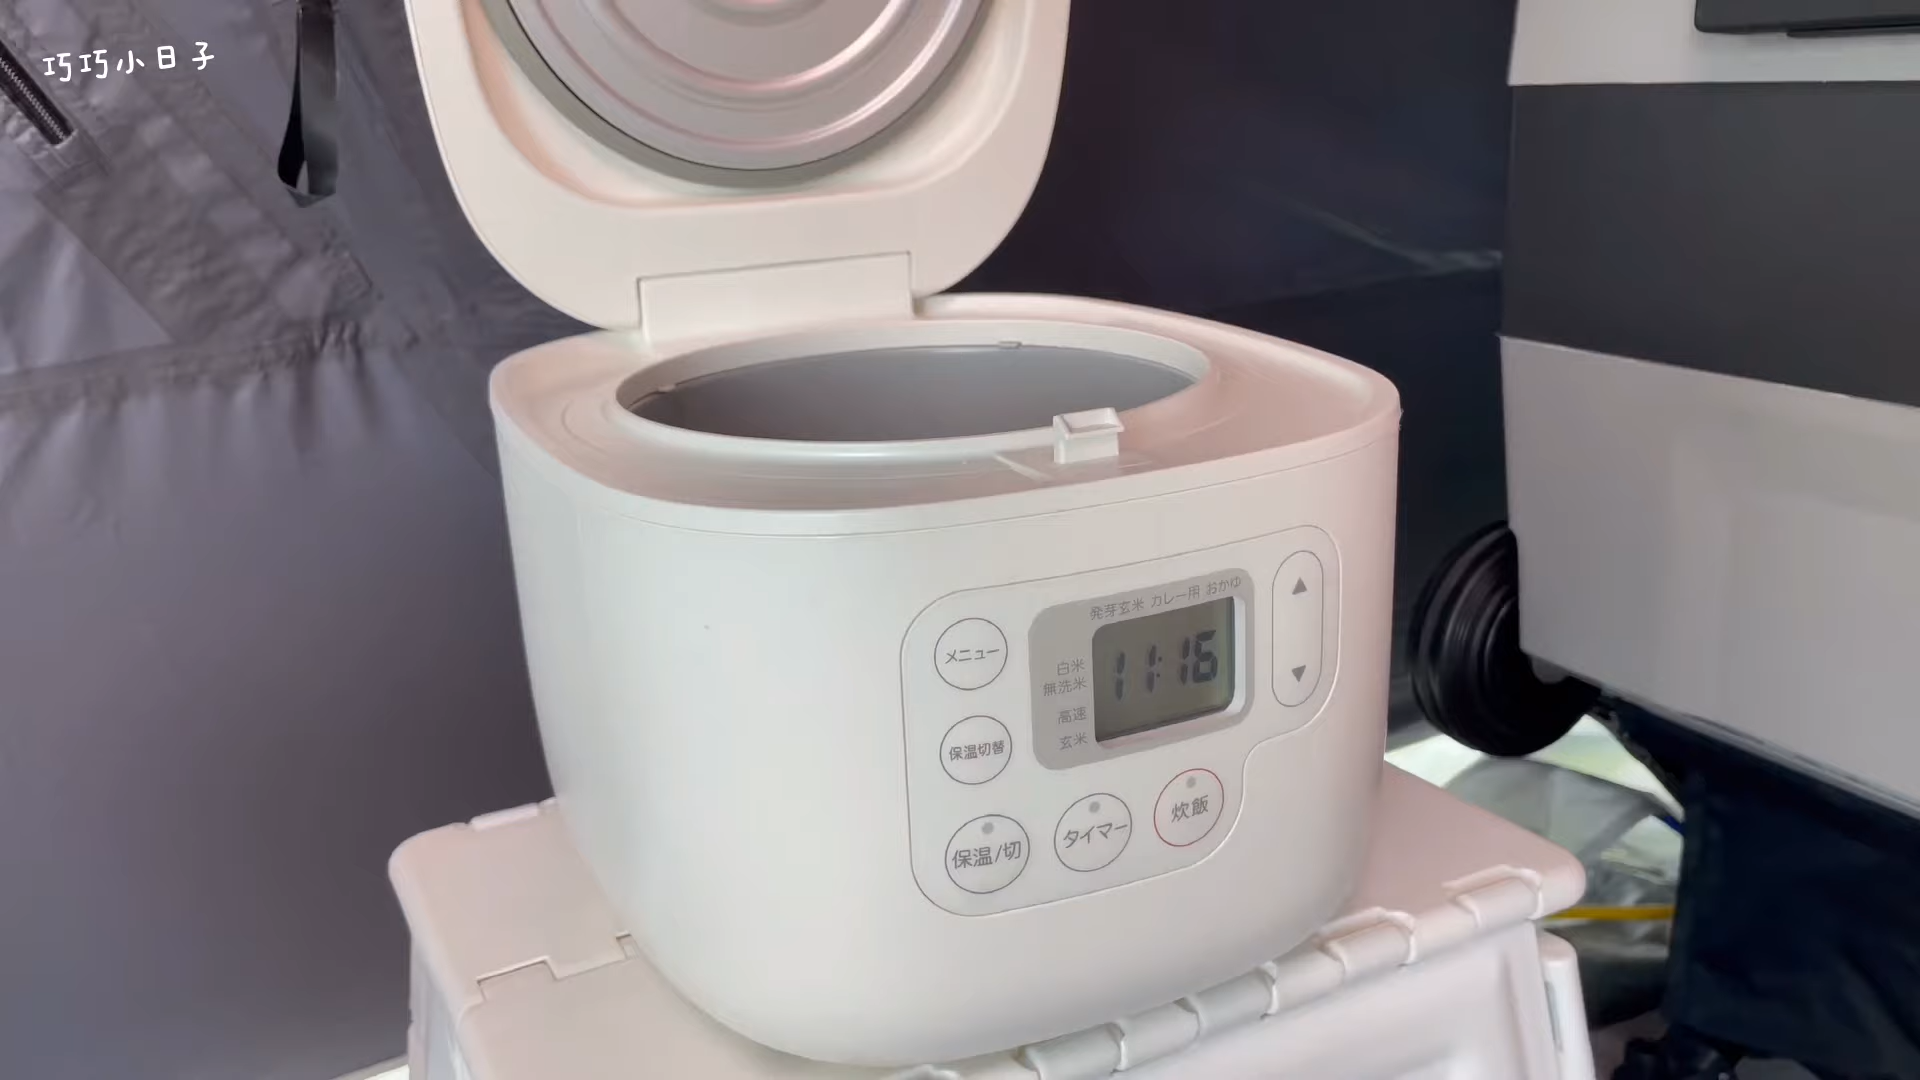 巧巧小日子
発芽玄米 カレー用 おかゆ
メニュー
白米
無洗米
11:16
高速
保温切替
玄米
保温/切
タイマー
炊飯
▲
▼